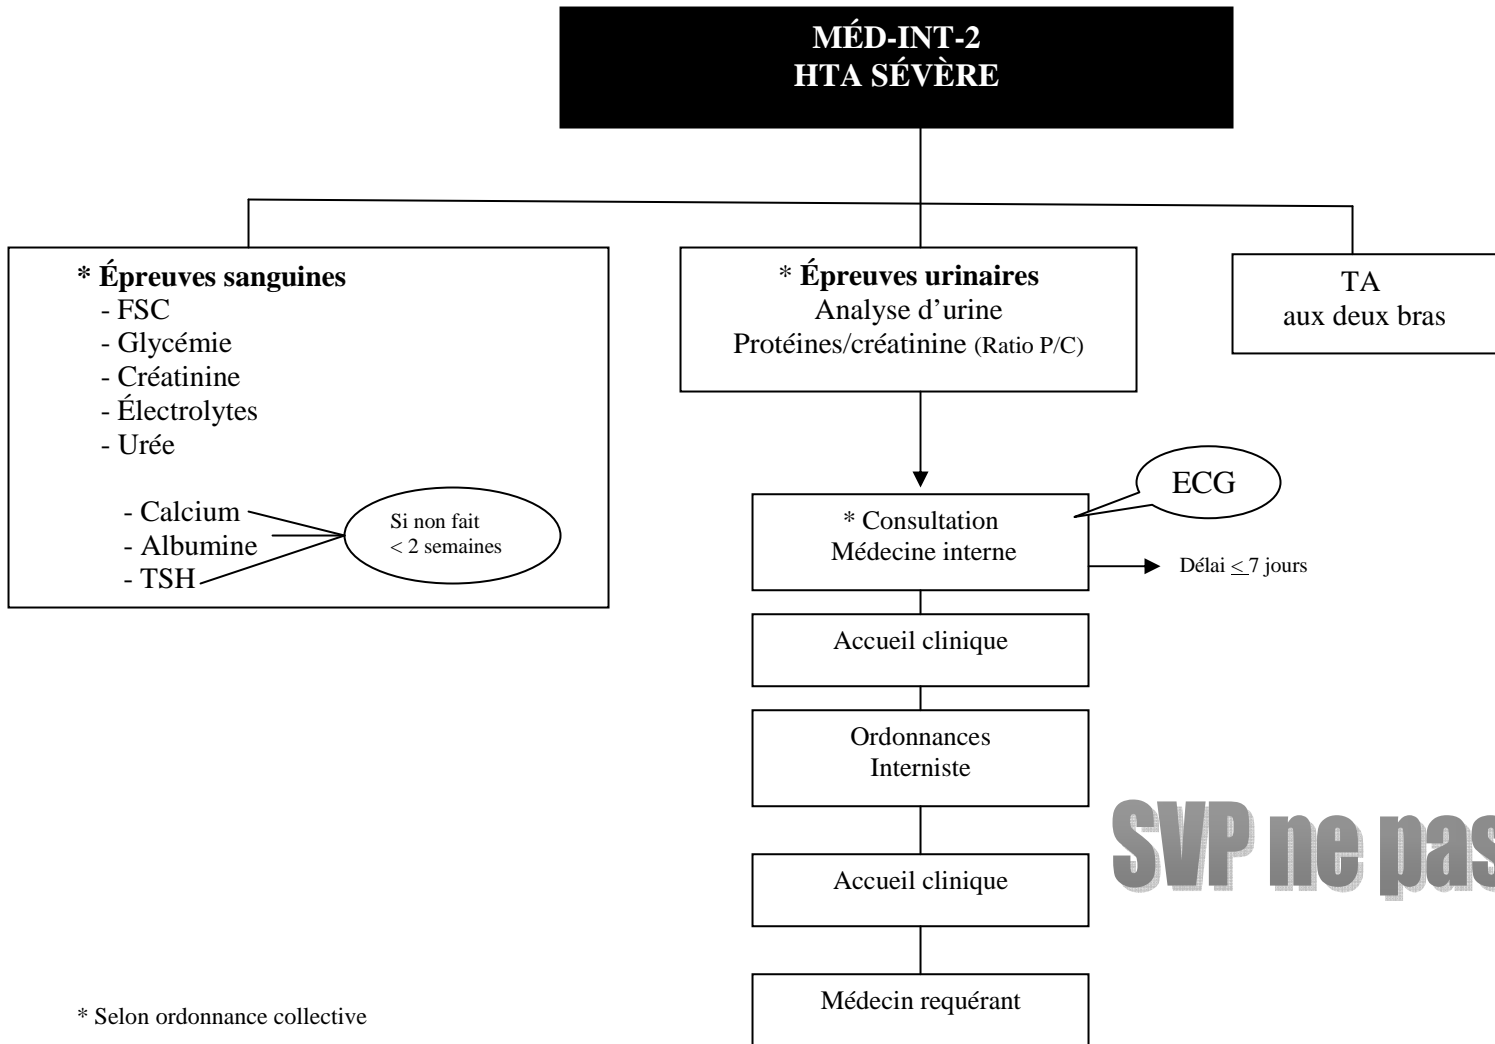 MÉD-INT-2
HTA SÉVÈRE
* Épreuves sanguines
- FSC
- Glycémie
- Créatinine
- Électrolytes
- Urée
- Calcium
- Albumine
- TSH
Si non fait
< 2 semaines
* Épreuves urinaires
Analyse d’urine
Protéines/créatinine (Ratio P/C)
TA
aux deux bras
ECG
* Consultation
Médecine interne
Délai ≤ 7 jours
Accueil clinique
Ordonnances
Interniste
Accueil clinique
Médecin requérant
SVP ne pas
* Selon ordonnance collective